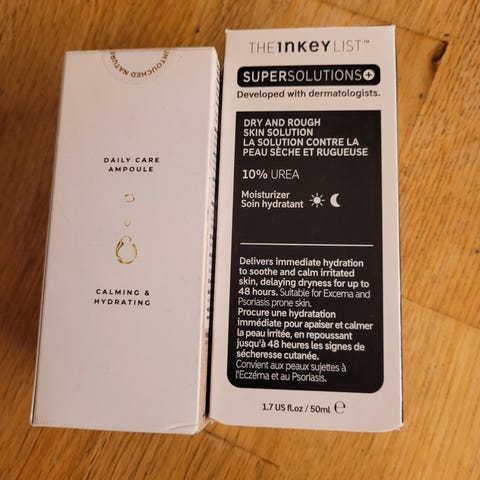 UNTOUCHED NATURE
DAILY CARE
AMPOULE
CALMING &
HYDRATING
THE INKEY LIST™
SUPERSOLUTIONS+
Developed with dermatologists.
DRY AND ROUGH
SKIN SOLUTION
LA SOLUTION CONTRE LA
PEAU SÈCHE ET RUGUEUSE
10% UREA
Moisturizer
Soin hydratant
Delivers immediate hydration
to soothe and calm irritated
skin, delaying dryness for up to
48 hours. Suitable for Excema and
Psoriasis prone skin.
Procure une hydratation
immédiate pour apaiser et calmer
la peau irritée, en repoussant
jusqu'à 48 heures les signes de
sécheresse cutanée.
Convient aux peaux sujettes à
l'Eczéma et au Psoriasis.
1.7 US fl.oz / 50ml ℮